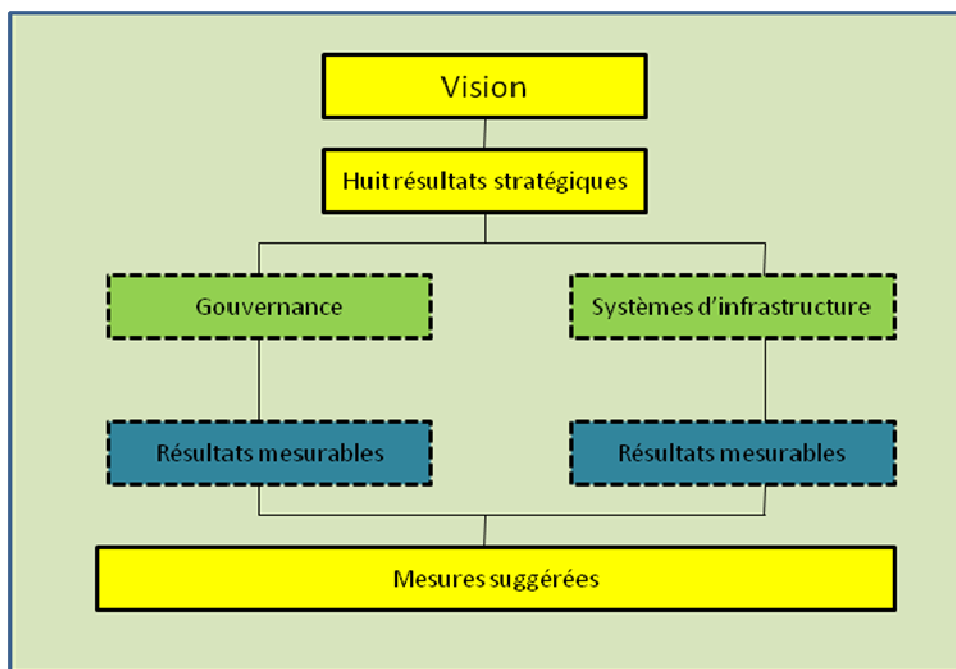 Vision
Huit résultats stratégiques
Gouvernance
Systèmes d'infrastructure
Résultats mesurables
Résultats mesurables
Mesures suggérées